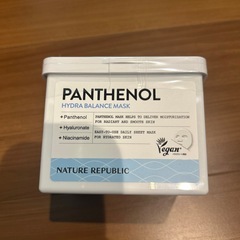 PANTHENOL
HYDRA BALANCE MASK
• Panthenol
• Hyaluronate
• Niacinamide
PANTHENOL MASK HELPS TO DELIVER MOISTURISATION
FOR RADIANT AND SMOOTH SKIN
EASY-TO-USE DAILY SHEET MASK
FOR HYDRATED SKIN
Vegan
NATURE REPUBLIC